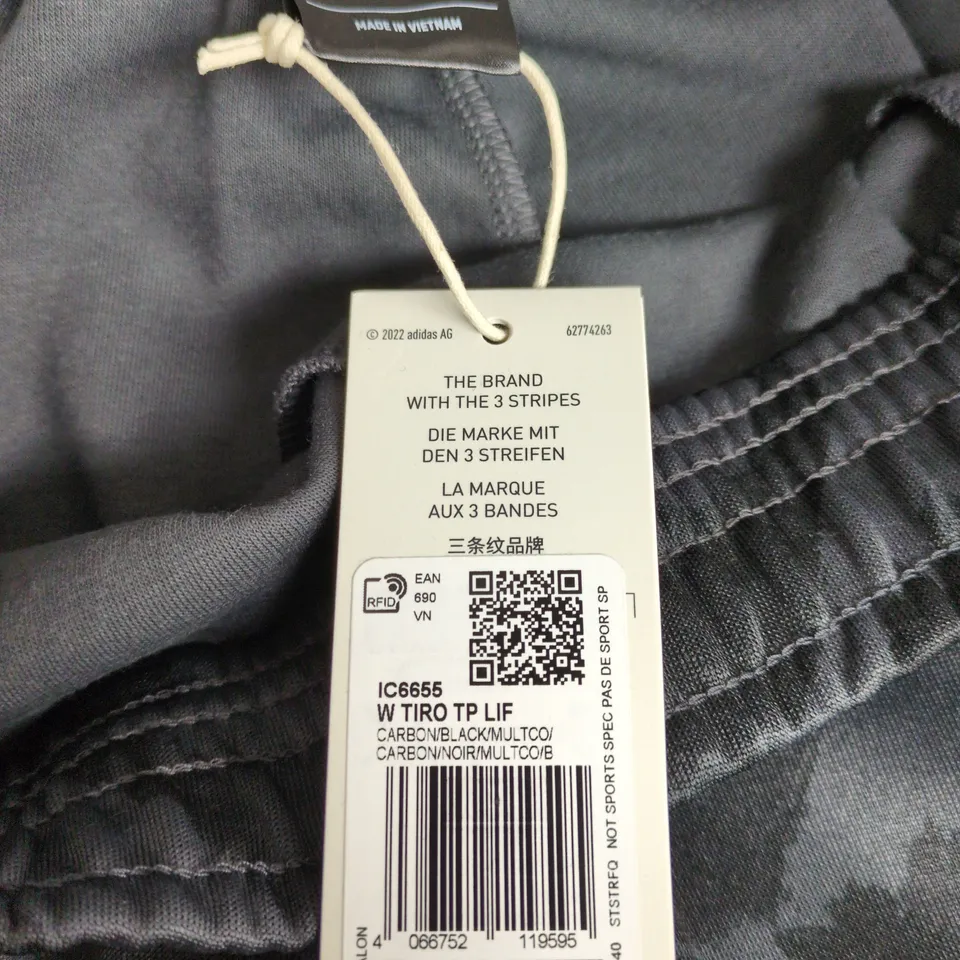 MADE IN VIETNAM
© 2022 adidas AG
62774263
THE BRAND
WITH THE 3 STRIPES
DIE MARKE MIT
DEN 3 STREIFEN
LA MARQUE
AUX 3 BANDES
三条纹品牌
RFID
EAN
690
VN
IC6655
W TIRO TP LIF
CARBON/BLACK/MULTCO/
CARBON/NOIR/MULTCO/B
4 066752 119595
ALON
40 STSTRFQ NOT SPORTS SPEC PAS DE SPORT SP